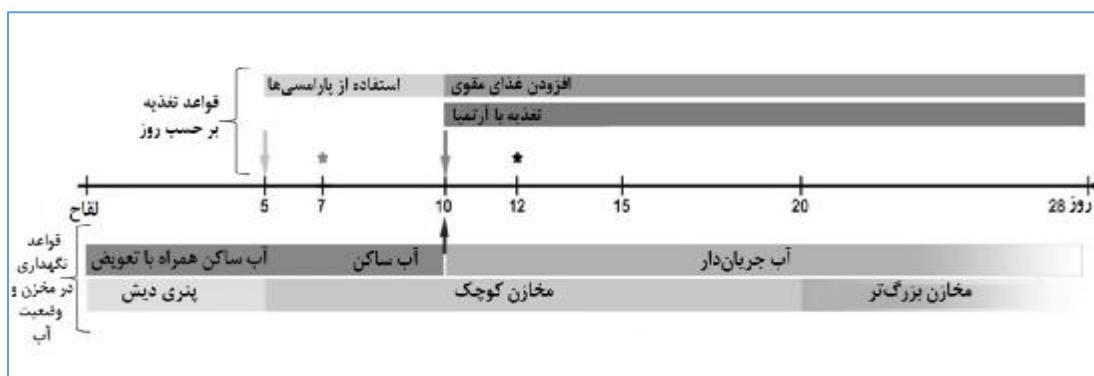 استفاده از پارامسی‌ها
افزودن غذای مقوی
تغذیه با آرتمیا
قواعد تغذیه
بر حسب روز
*
*
لقاح
5
7
10
12
15
20
28 روز
قواعد
نگهداری
در مخزن و
وضعیت
آب
آب ساکن همراه با تعویض
آب ساکن
آب جریان‌دار
پتری دیش
مخازن کوچک
مخازن بزرگ‌تر